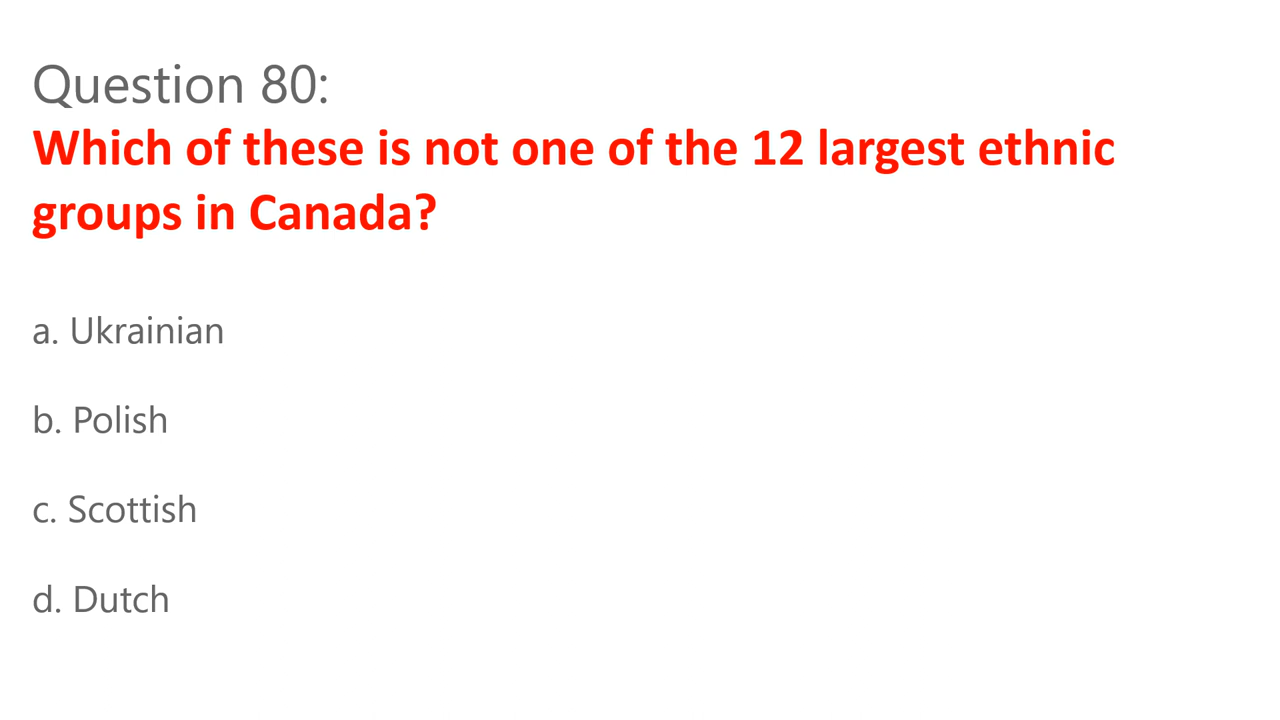 Question 80:
Which of these is not one of the 12 largest ethnic
groups in Canada?
a. Ukrainian
b. Polish
c. Scottish
d. Dutch